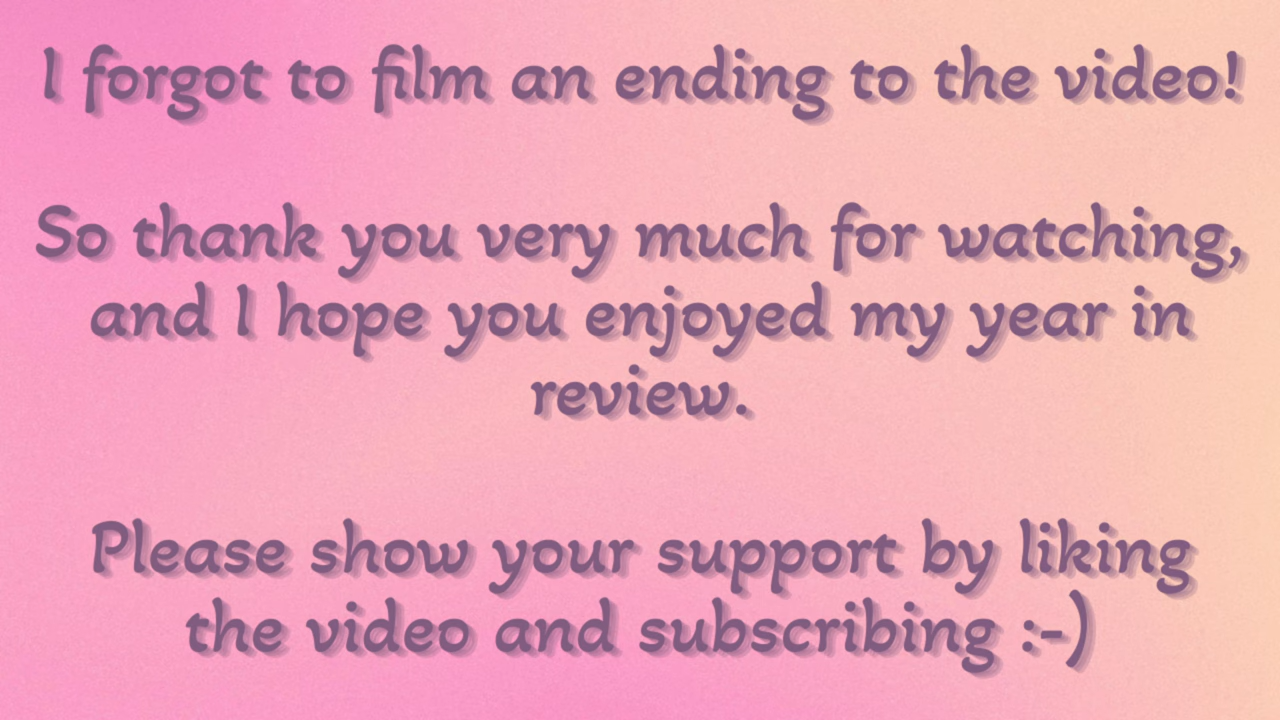 I forgot to film an ending to the video!
So thank you very much for watching,
and I hope you enjoyed my year in
review.
Please show your support by liking
the video and subscribing :-)